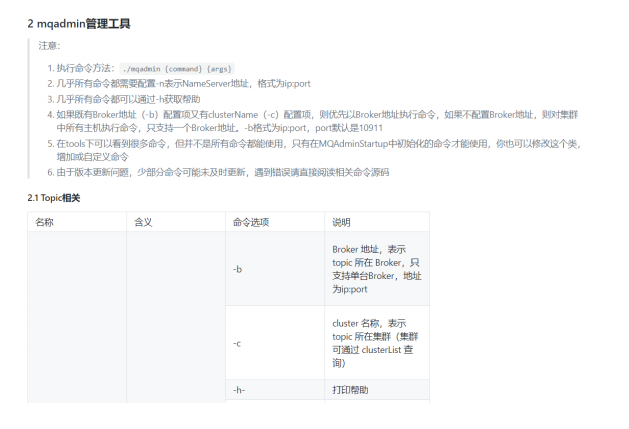 2 mqadmin管理工具
注意：
1. 执行命令方法：./mqadmin {command} {args}
2. 几乎所有命令都需要配置-n表示NameServer地址，格式为ip:port
3. 几乎所有命令都可以通过-h获取帮助
4. 如果既有Broker地址（-b）配置项又有clusterName（-c）配置项，则优先以Broker地址执行命令，如果不配置Broker地址，则对集群
中所有主机执行命令，只支持一个Broker地址。-b格式为ip:port，port默认是10911
5. 在tools下可以看到很多命令，但并不是所有命令都能使用，只有在MQAdminStartup中初始化的命令才能使用，你也可以修改这个类，
增加或自定义命令
6. 由于版本更新问题，少部分命令可能未及时更新，遇到错误请直接阅读相关命令源码
2.1 Topic相关
名称 含义 命令选项 说明
-b
Broker 地址，表示
topic 所在 Broker，只
支持单台Broker，地址
为ip:port
-c
cluster 名称，表示
topic 所在集群（集群
可通过 clusterList 查
询）
-h- 打印帮助